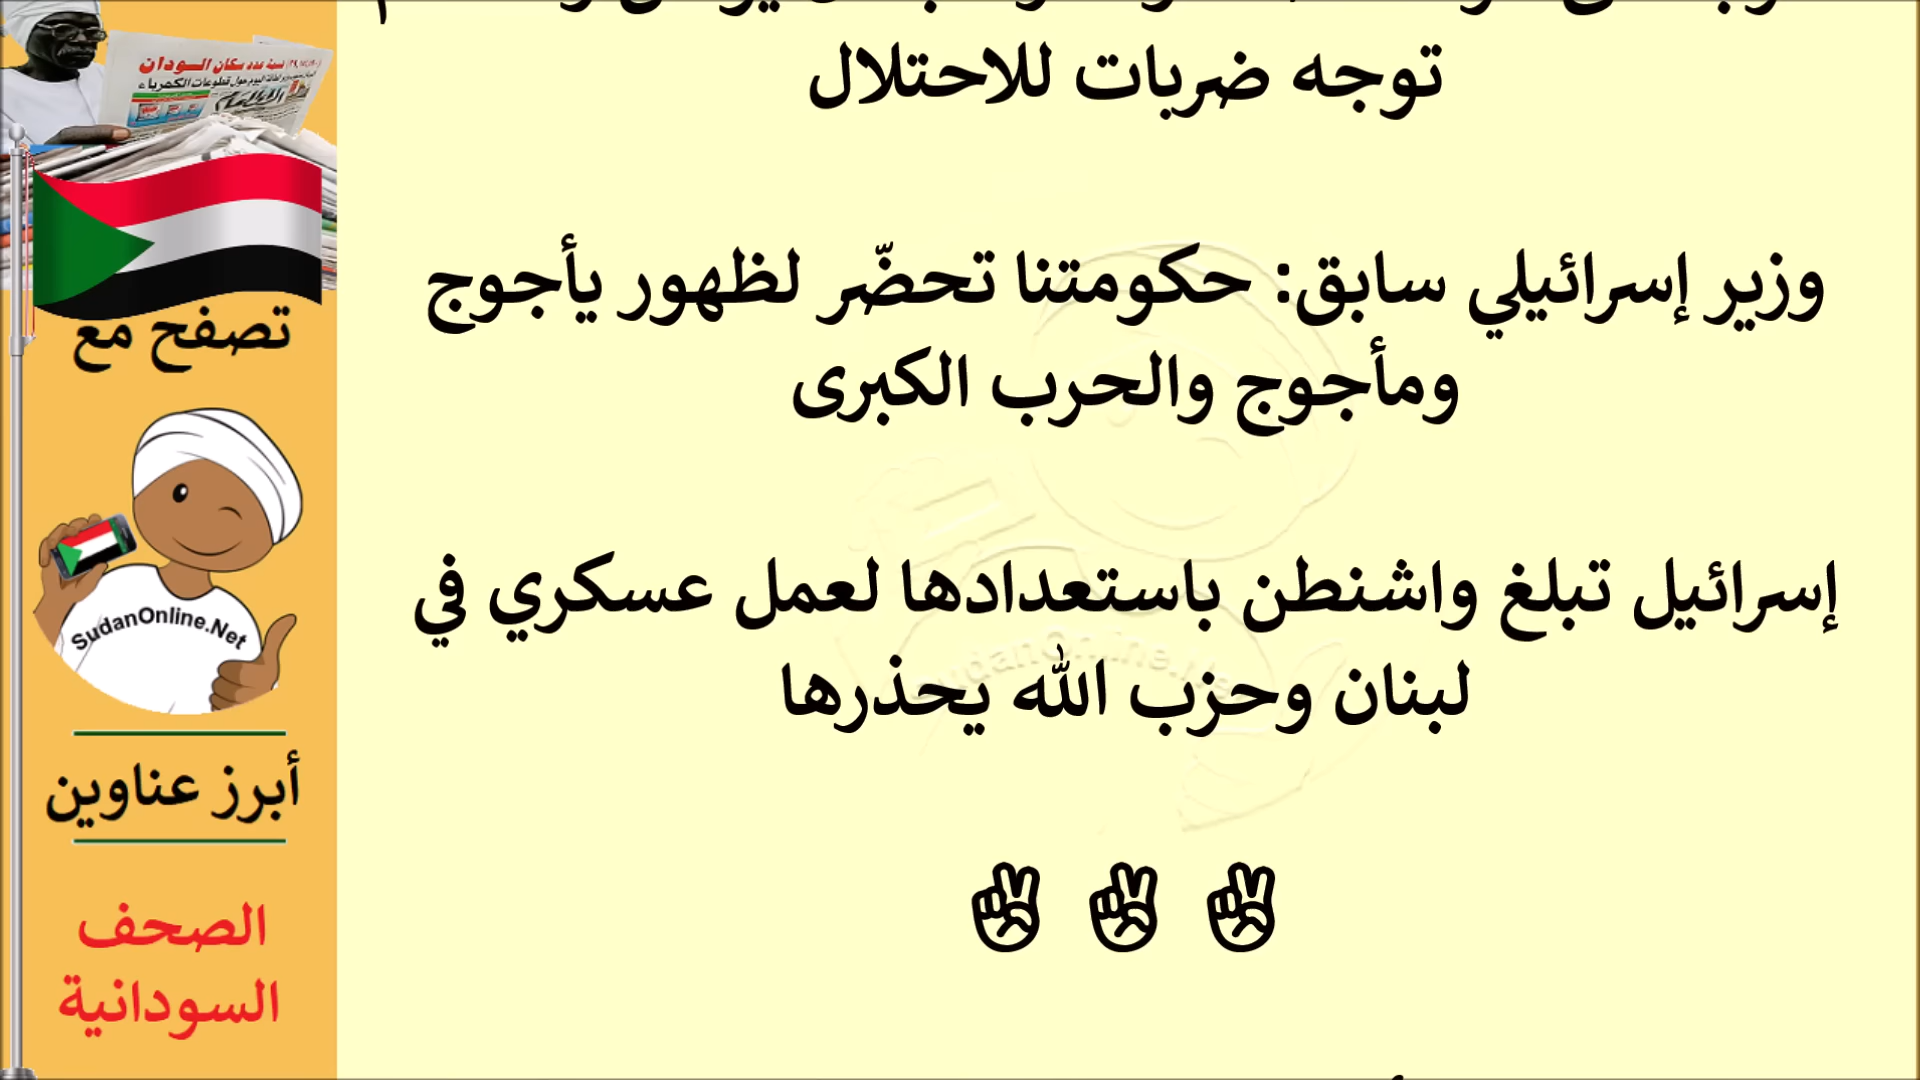 توجه ضربات للاحتلال
وزير إسرائيلي سابق: حكومتنا تحضّر لظهور يأجوج
ومأجوج والحرب الكبرى
إسرائيل تبلغ واشنطن باستعدادها لعمل عسكري في
لبنان وحزب الله يحذرها
تصفح مع
SudanOnline.Net
أبرز عناوين
الصحف
السودانية